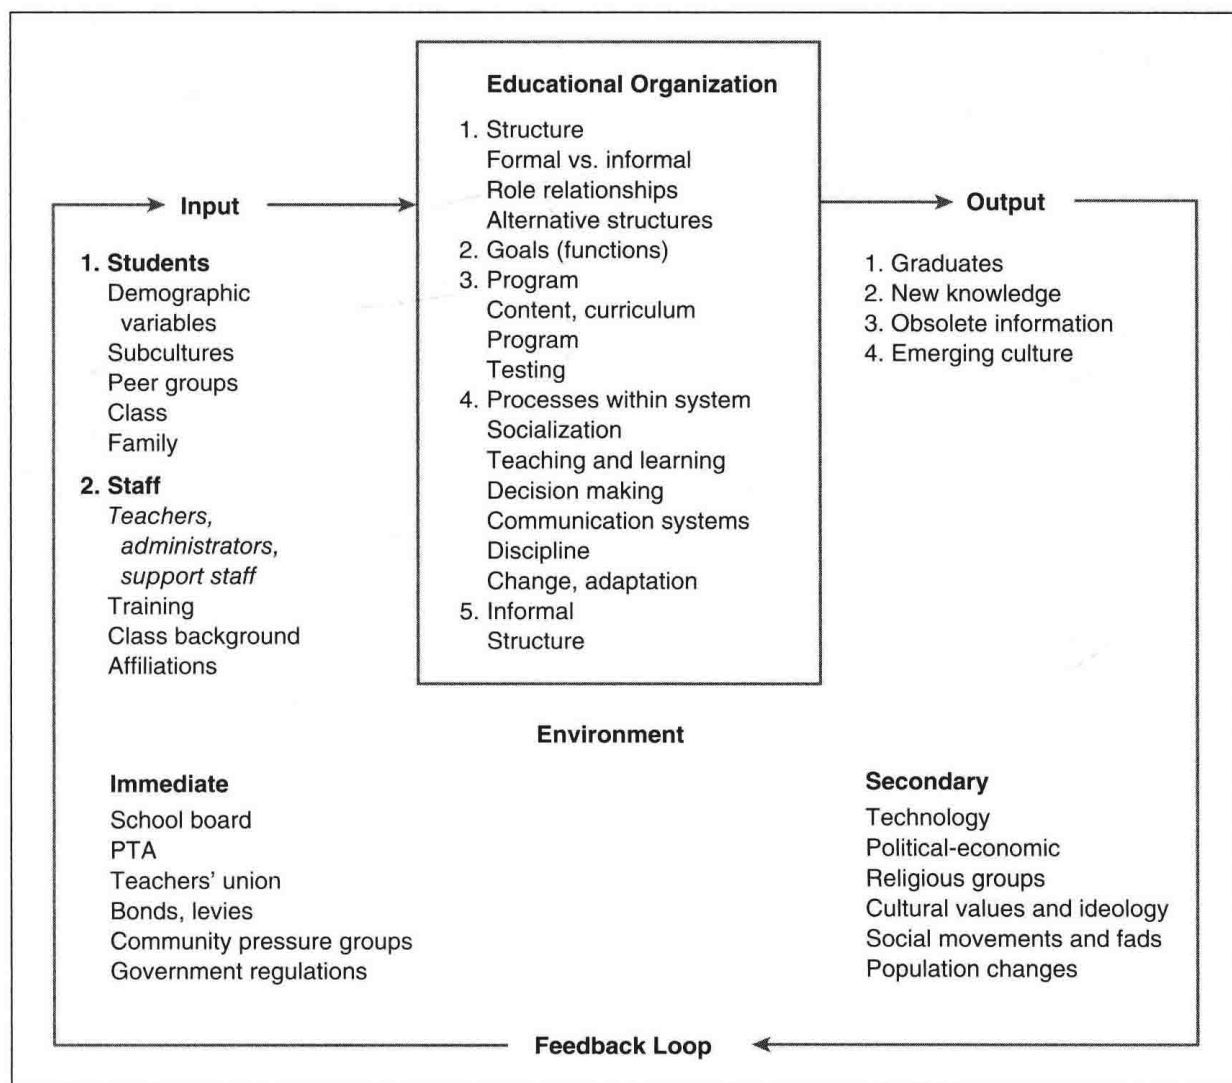 Educational Organization
1. Structure
Formal vs. informal
Role relationships
Alternative structures
2. Goals (functions)
3. Program
Content, curriculum
Program
Testing
4. Processes within system
Socialization
Teaching and learning
Decision making
Communication systems
Discipline
Change, adaptation
5. Informal
Structure
Input
1. Students
Demographic
variables
Subcultures
Peer groups
Class
Family
2. Staff
Teachers,
administrators,
support staff
Training
Class background
Affiliations
Output
1. Graduates
2. New knowledge
3. Obsolete information
4. Emerging culture
Environment
Immediate
School board
PTA
Teachers’ union
Bonds, levies
Community pressure groups
Government regulations
Secondary
Technology
Political-economic
Religious groups
Cultural values and ideology
Social movements and fads
Population changes
Feedback Loop